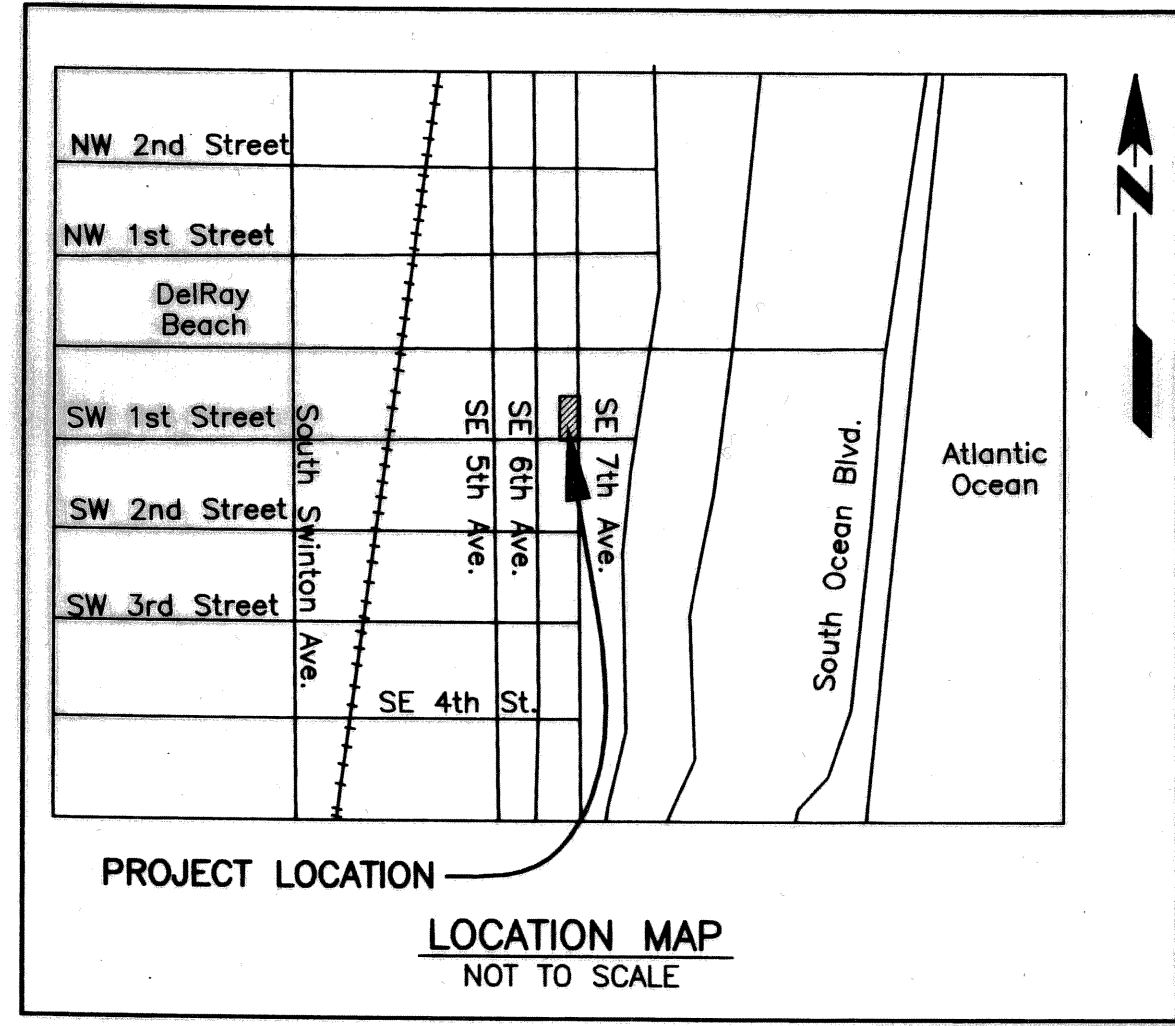 NW 2nd Street
NW 1st Street
DelRay
Beach
SW 1st Street
SW 2nd Street
SW 3rd Street
South Swinton Ave.
SE 5th Ave.
SE 6th Ave.
SE 7th Ave.
SE 4th St.
South Ocean Blvd.
Atlantic
Ocean
N
PROJECT LOCATION
LOCATION MAP
NOT TO SCALE